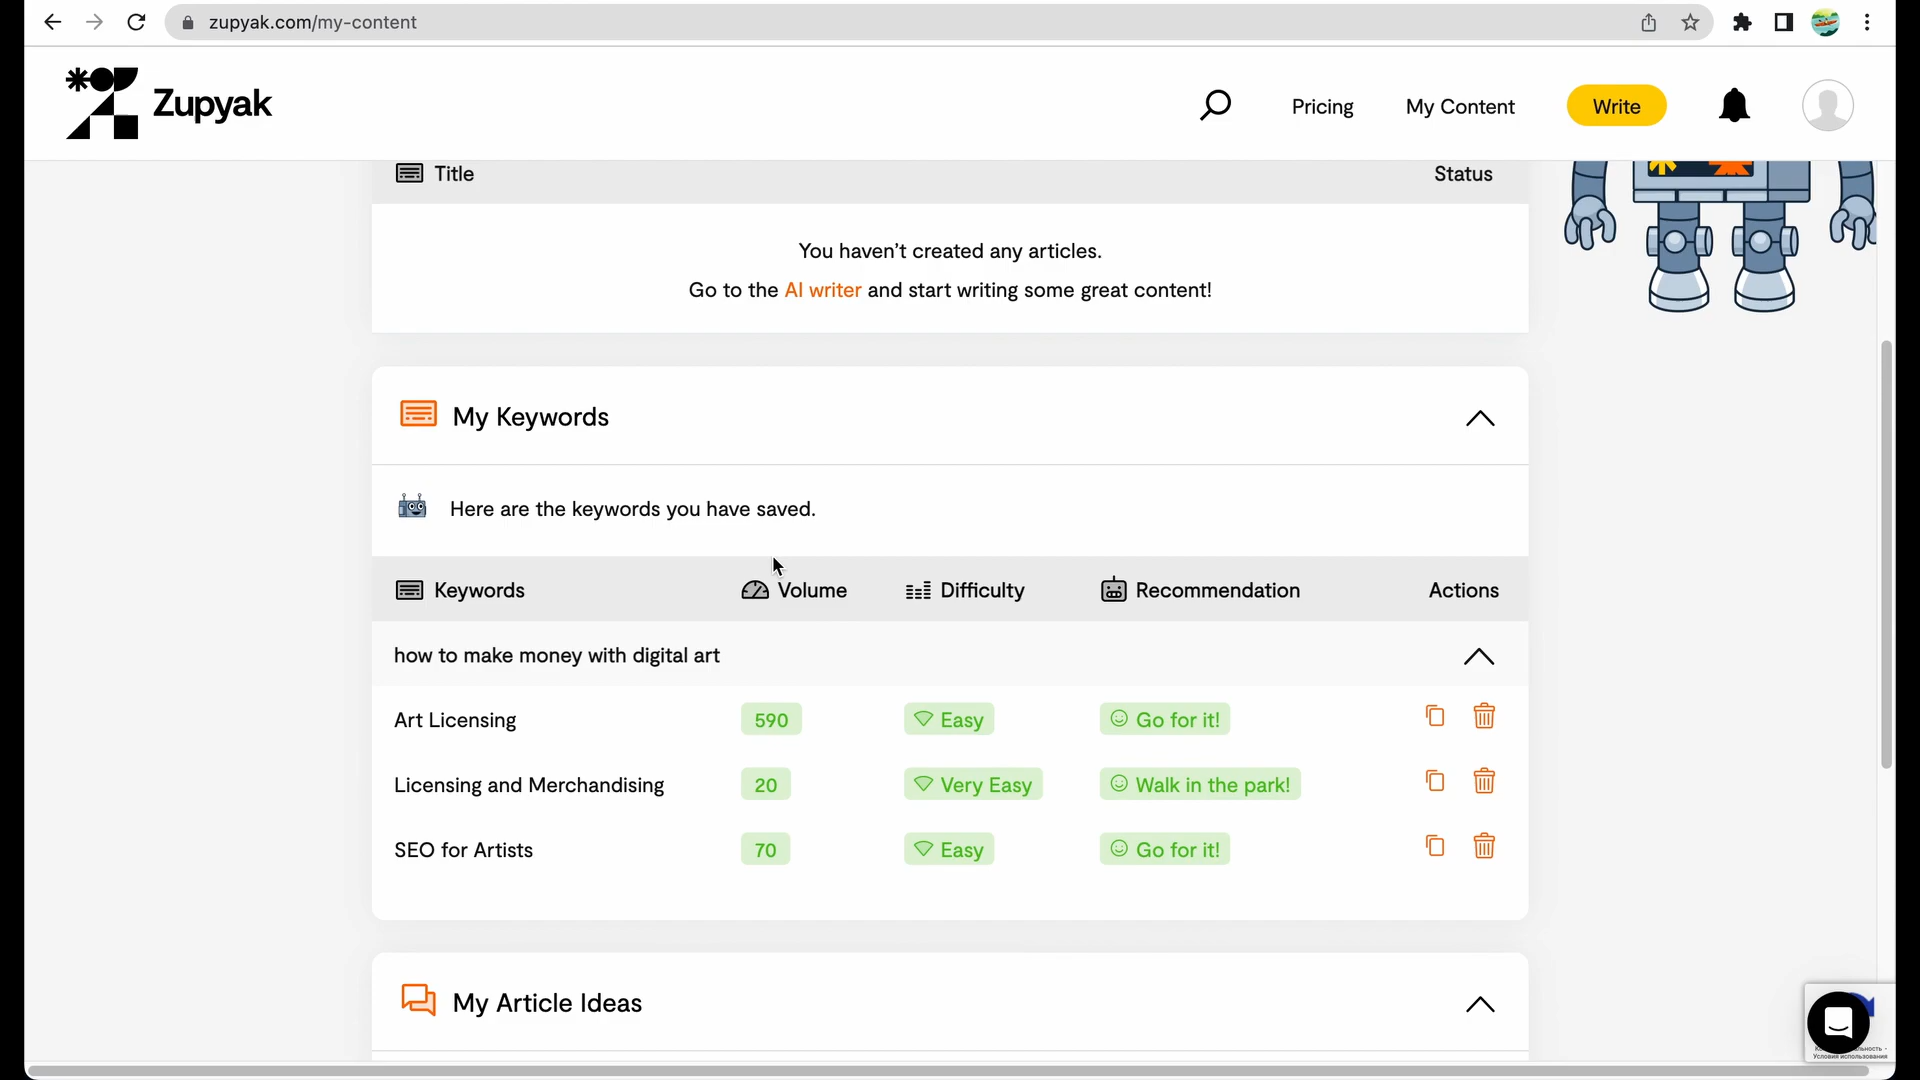 zupyak.com/my-content
Zupyak
Pricing
My Content
Write
Title
Status
You haven’t created any articles.
Go to the AI writer and start writing some great content!
My Keywords
Here are the keywords you have saved.
Keywords
Volume
Difficulty
Recommendation
Actions
how to make money with digital art
Art Licensing
590
Easy
Go for it!
Licensing and Merchandising
20
Very Easy
Walk in the park!
SEO for Artists
70
Easy
Go for it!
My Article Ideas
Условия использования